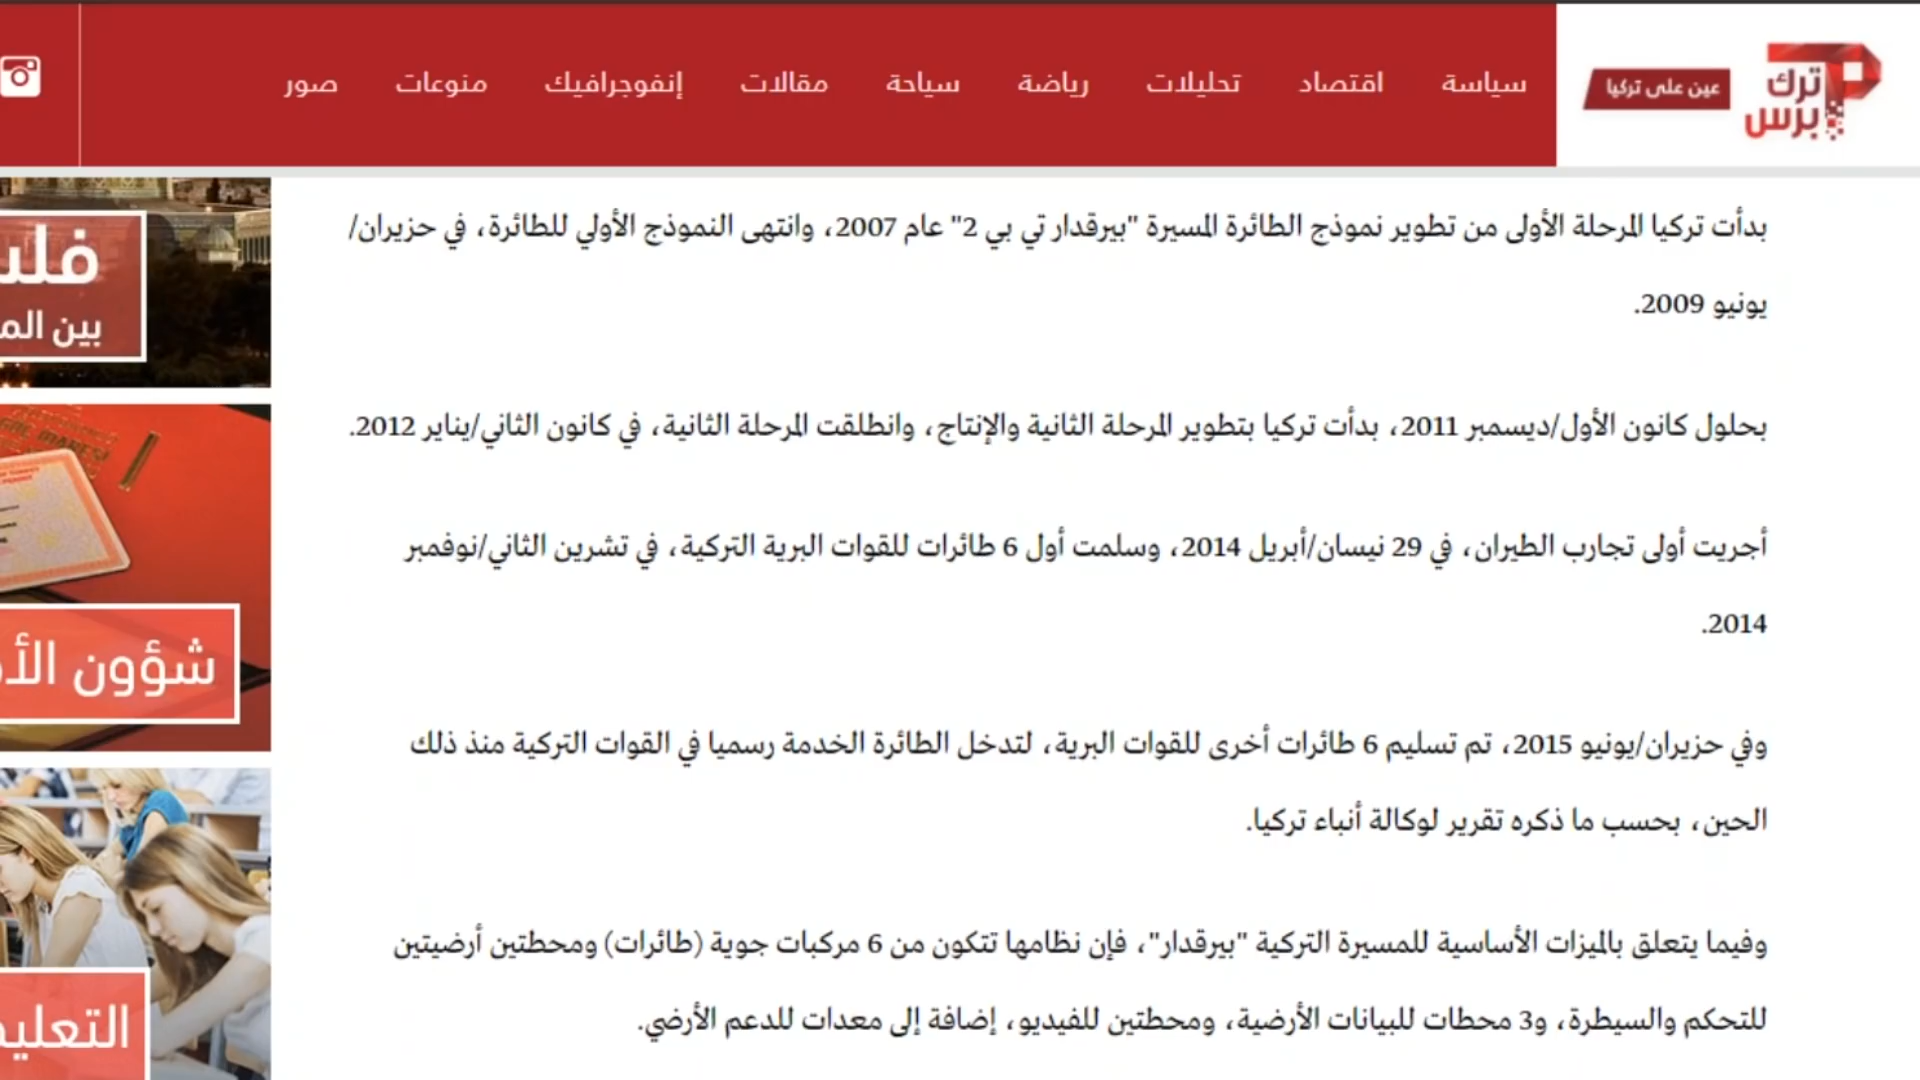 ترك
برس
عين على تركيا
سياسة
اقتصاد
تحليلات
رياضة
سياحة
مقالات
إنفوجرافيك
منوعات
صور
بدأت تركيا المرحلة الأولى من تطوير نموذج الطائرة المسيرة "بيرقدار تي بي 2" عام 2007، وانتهى النموذج الأولي للطائرة، في حزيران/
يونيو 2009.
بحلول كانون الأول/ديسمبر 2011، بدأت تركيا بتطوير المرحلة الثانية والإنتاج، وانطلقت المرحلة الثانية، في كانون الثاني/يناير 2012.
أجريت أولى تجارب الطيران، في 29 نيسان/أبريل 2014، وسلمت أول 6 طائرات للقوات البرية التركية، في تشرين الثاني/نوفمبر
2014.
وفي حزيران/يونيو 2015، تم تسليم 6 طائرات أخرى للقوات البرية، لتدخل الطائرة الخدمة رسميا في القوات التركية منذ ذلك
الحين، بحسب ما ذكره تقرير لوكالة أنباء تركيا.
وفيما يتعلق بالميزات الأساسية للمسيرة التركية "بيرقدار"، فإن نظامها تتكون من 6 مركبات جوية (طائرات) ومحطتين أرضيتين
للتحكم والسيطرة، و3 محطات للبيانات الأرضية، ومحطتين للفيديو، إضافة إلى معدات للدعم الأرضي.
بين
شؤون